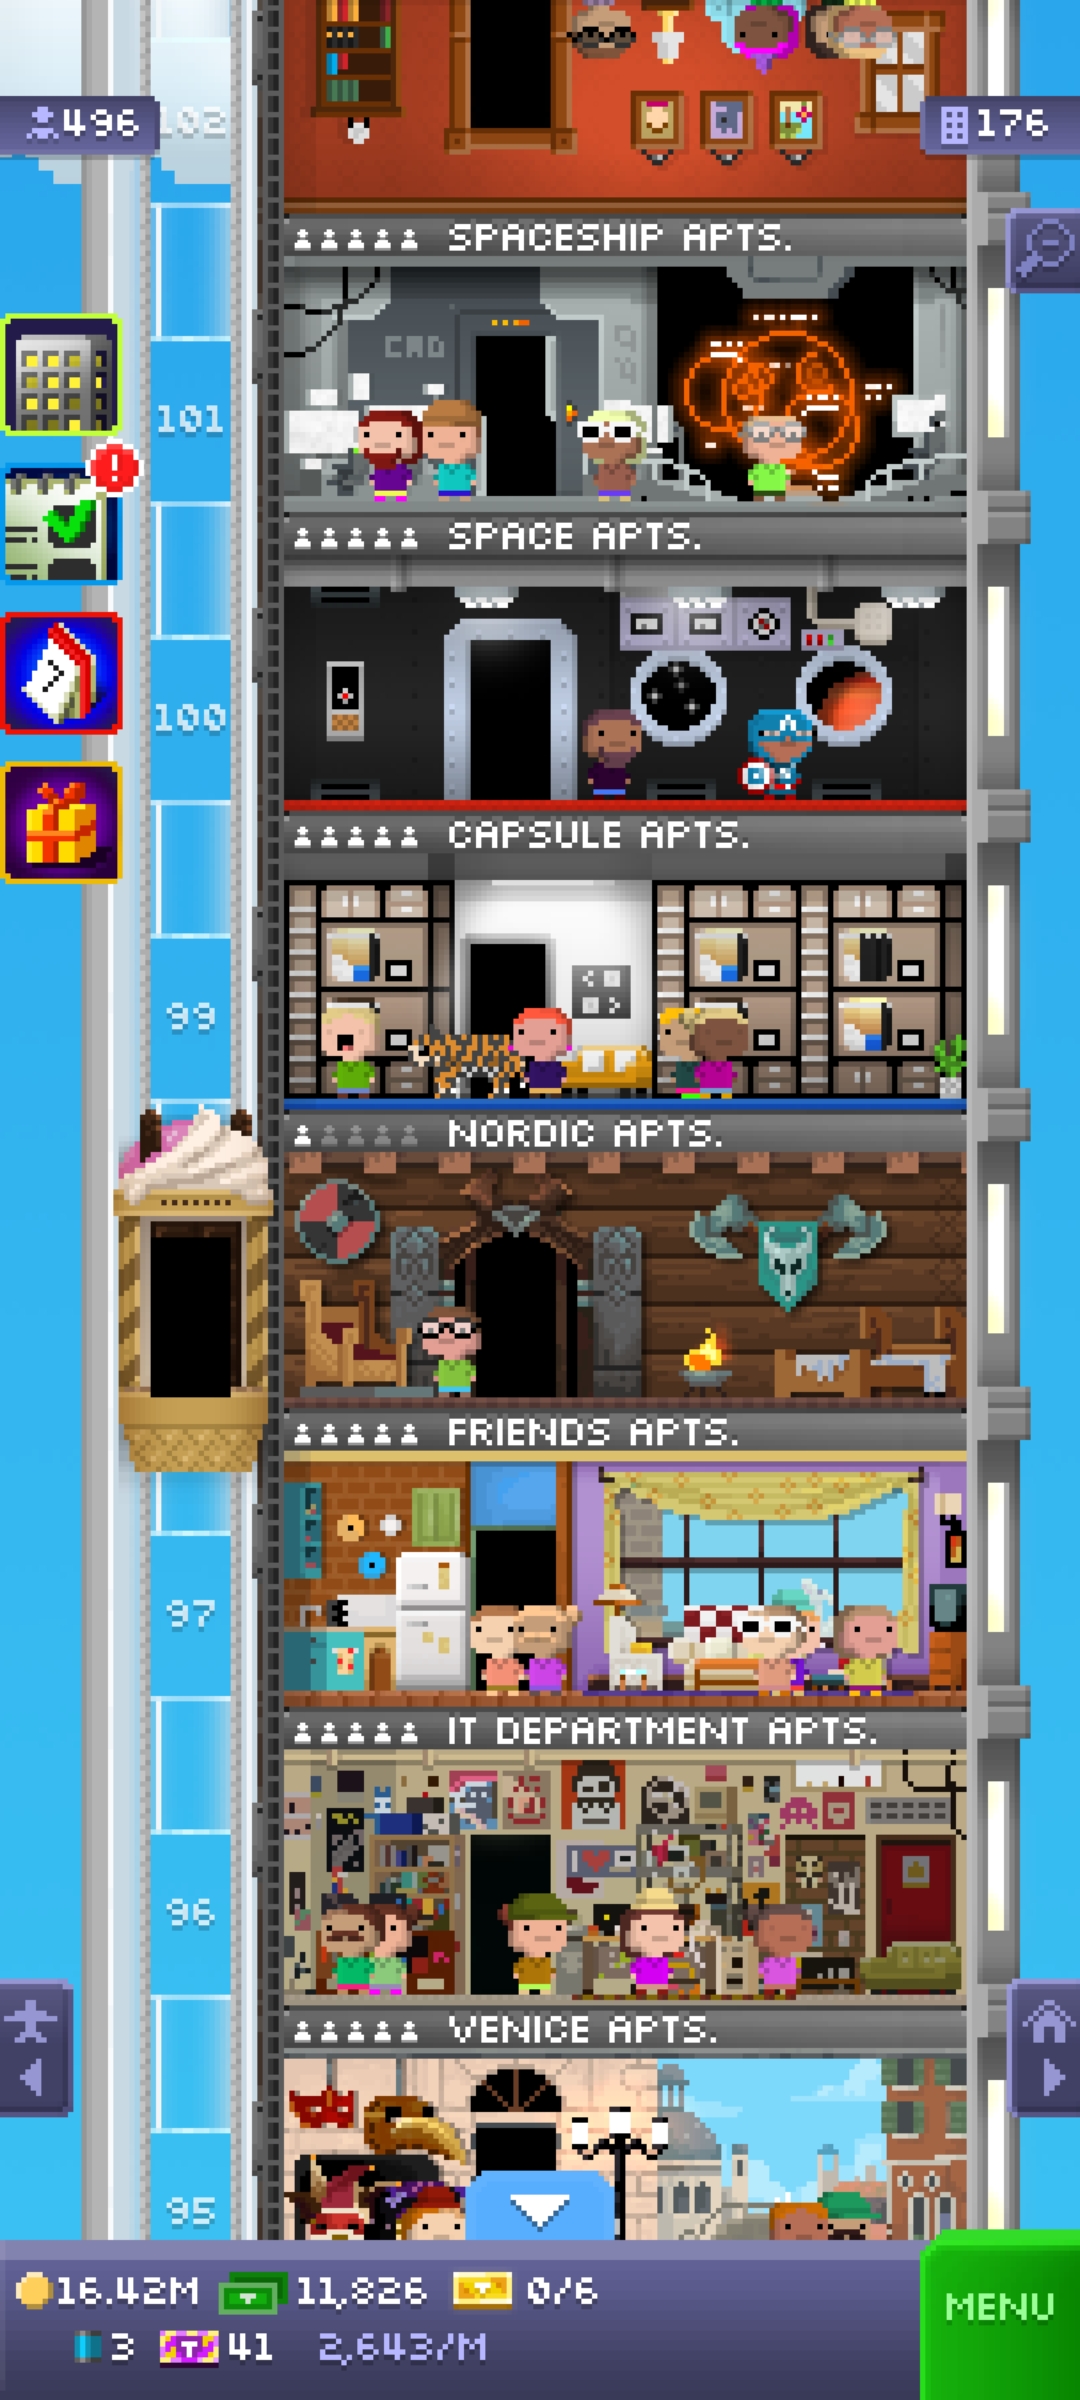 496
102
176
SPACESHIP APTS.
CMD
101
SPACE APTS.
100
CAPSULE APTS.
99
NORDIC APTS.
FRIENDS APTS.
97
IT DEPARTMENT APTS.
96
VENICE APTS.
95
16.42M 11,826 0/6
MENU
3 41 2,643/M